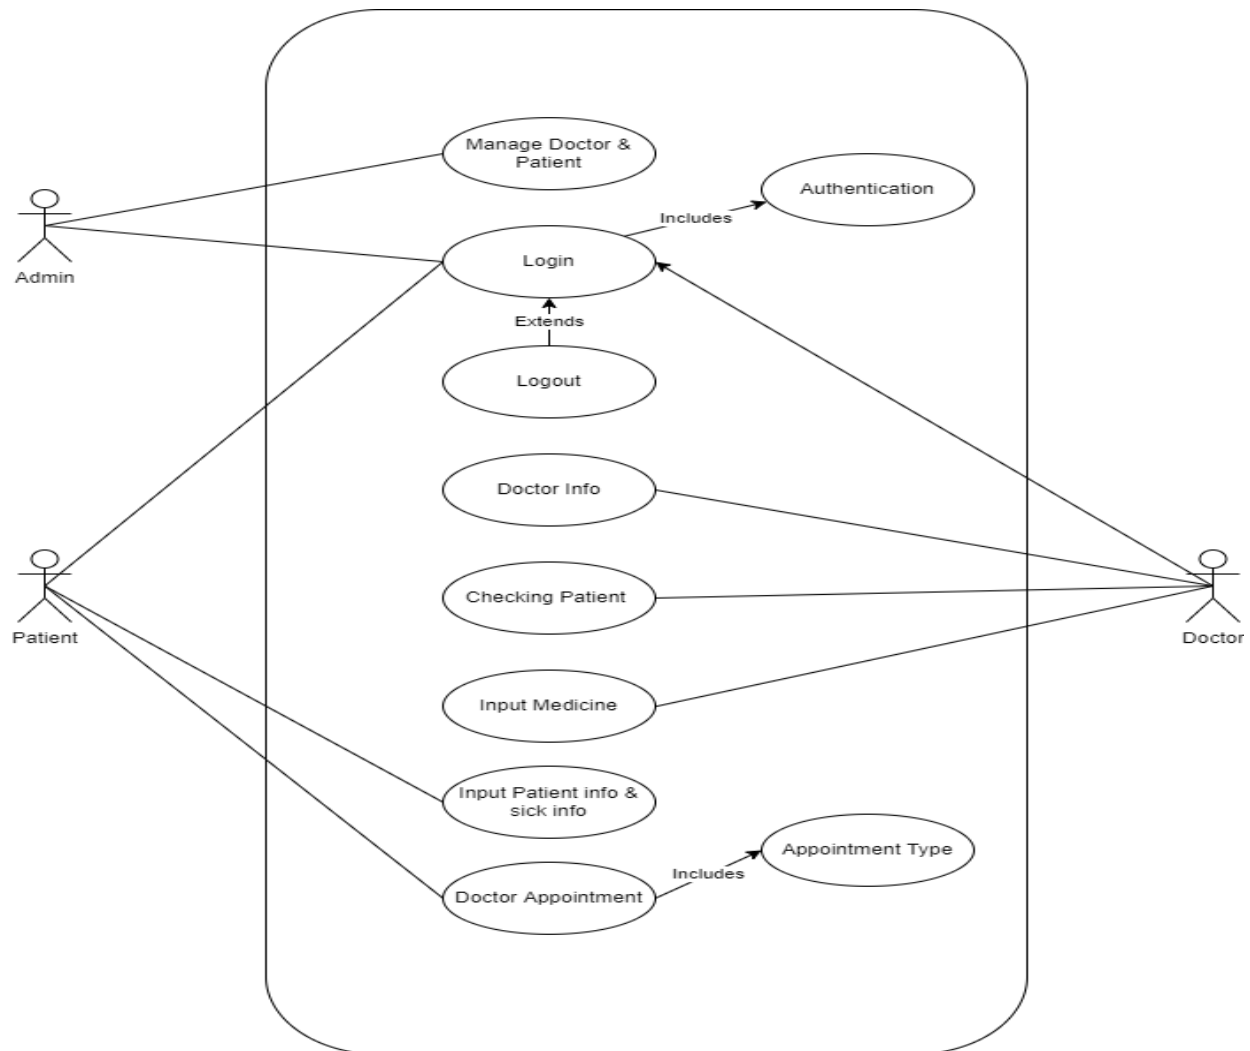 Manage Doctor &
Patient
Authentication
Includes
Admin
Login
Extends
Logout
Doctor Info
Checking Patient
Patient
Doctor
Input Medicine
Input Patient info &
sick info
Appointment Type
Includes
Doctor Appointment